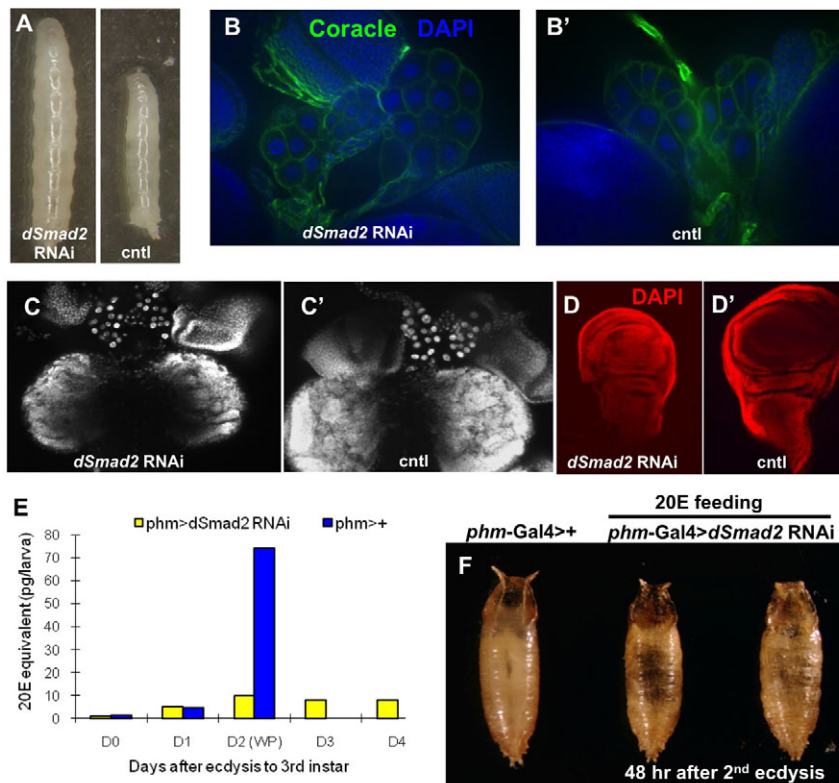 A
dSmad2
RNAi
cntl
B
Coracle DAPI
dSmad2 RNAi
B'
cntl
C
dSmad2 RNAi
C'
cntl
D
DAPI
dSmad2 RNAi
D'
cntl
E
phm>dSmad2 RNAi
phm>+
20E equivalent (pg/larva)
80
70
60
50
40
30
20
10
0
D0
D1
D2 (WP)
D3
D4
Days after ecdysis to 3rd instar
20E feeding
phm-Gal4>+
phm-Gal4>dSmad2 RNAi
F
48 hr after 2nd ecdysis